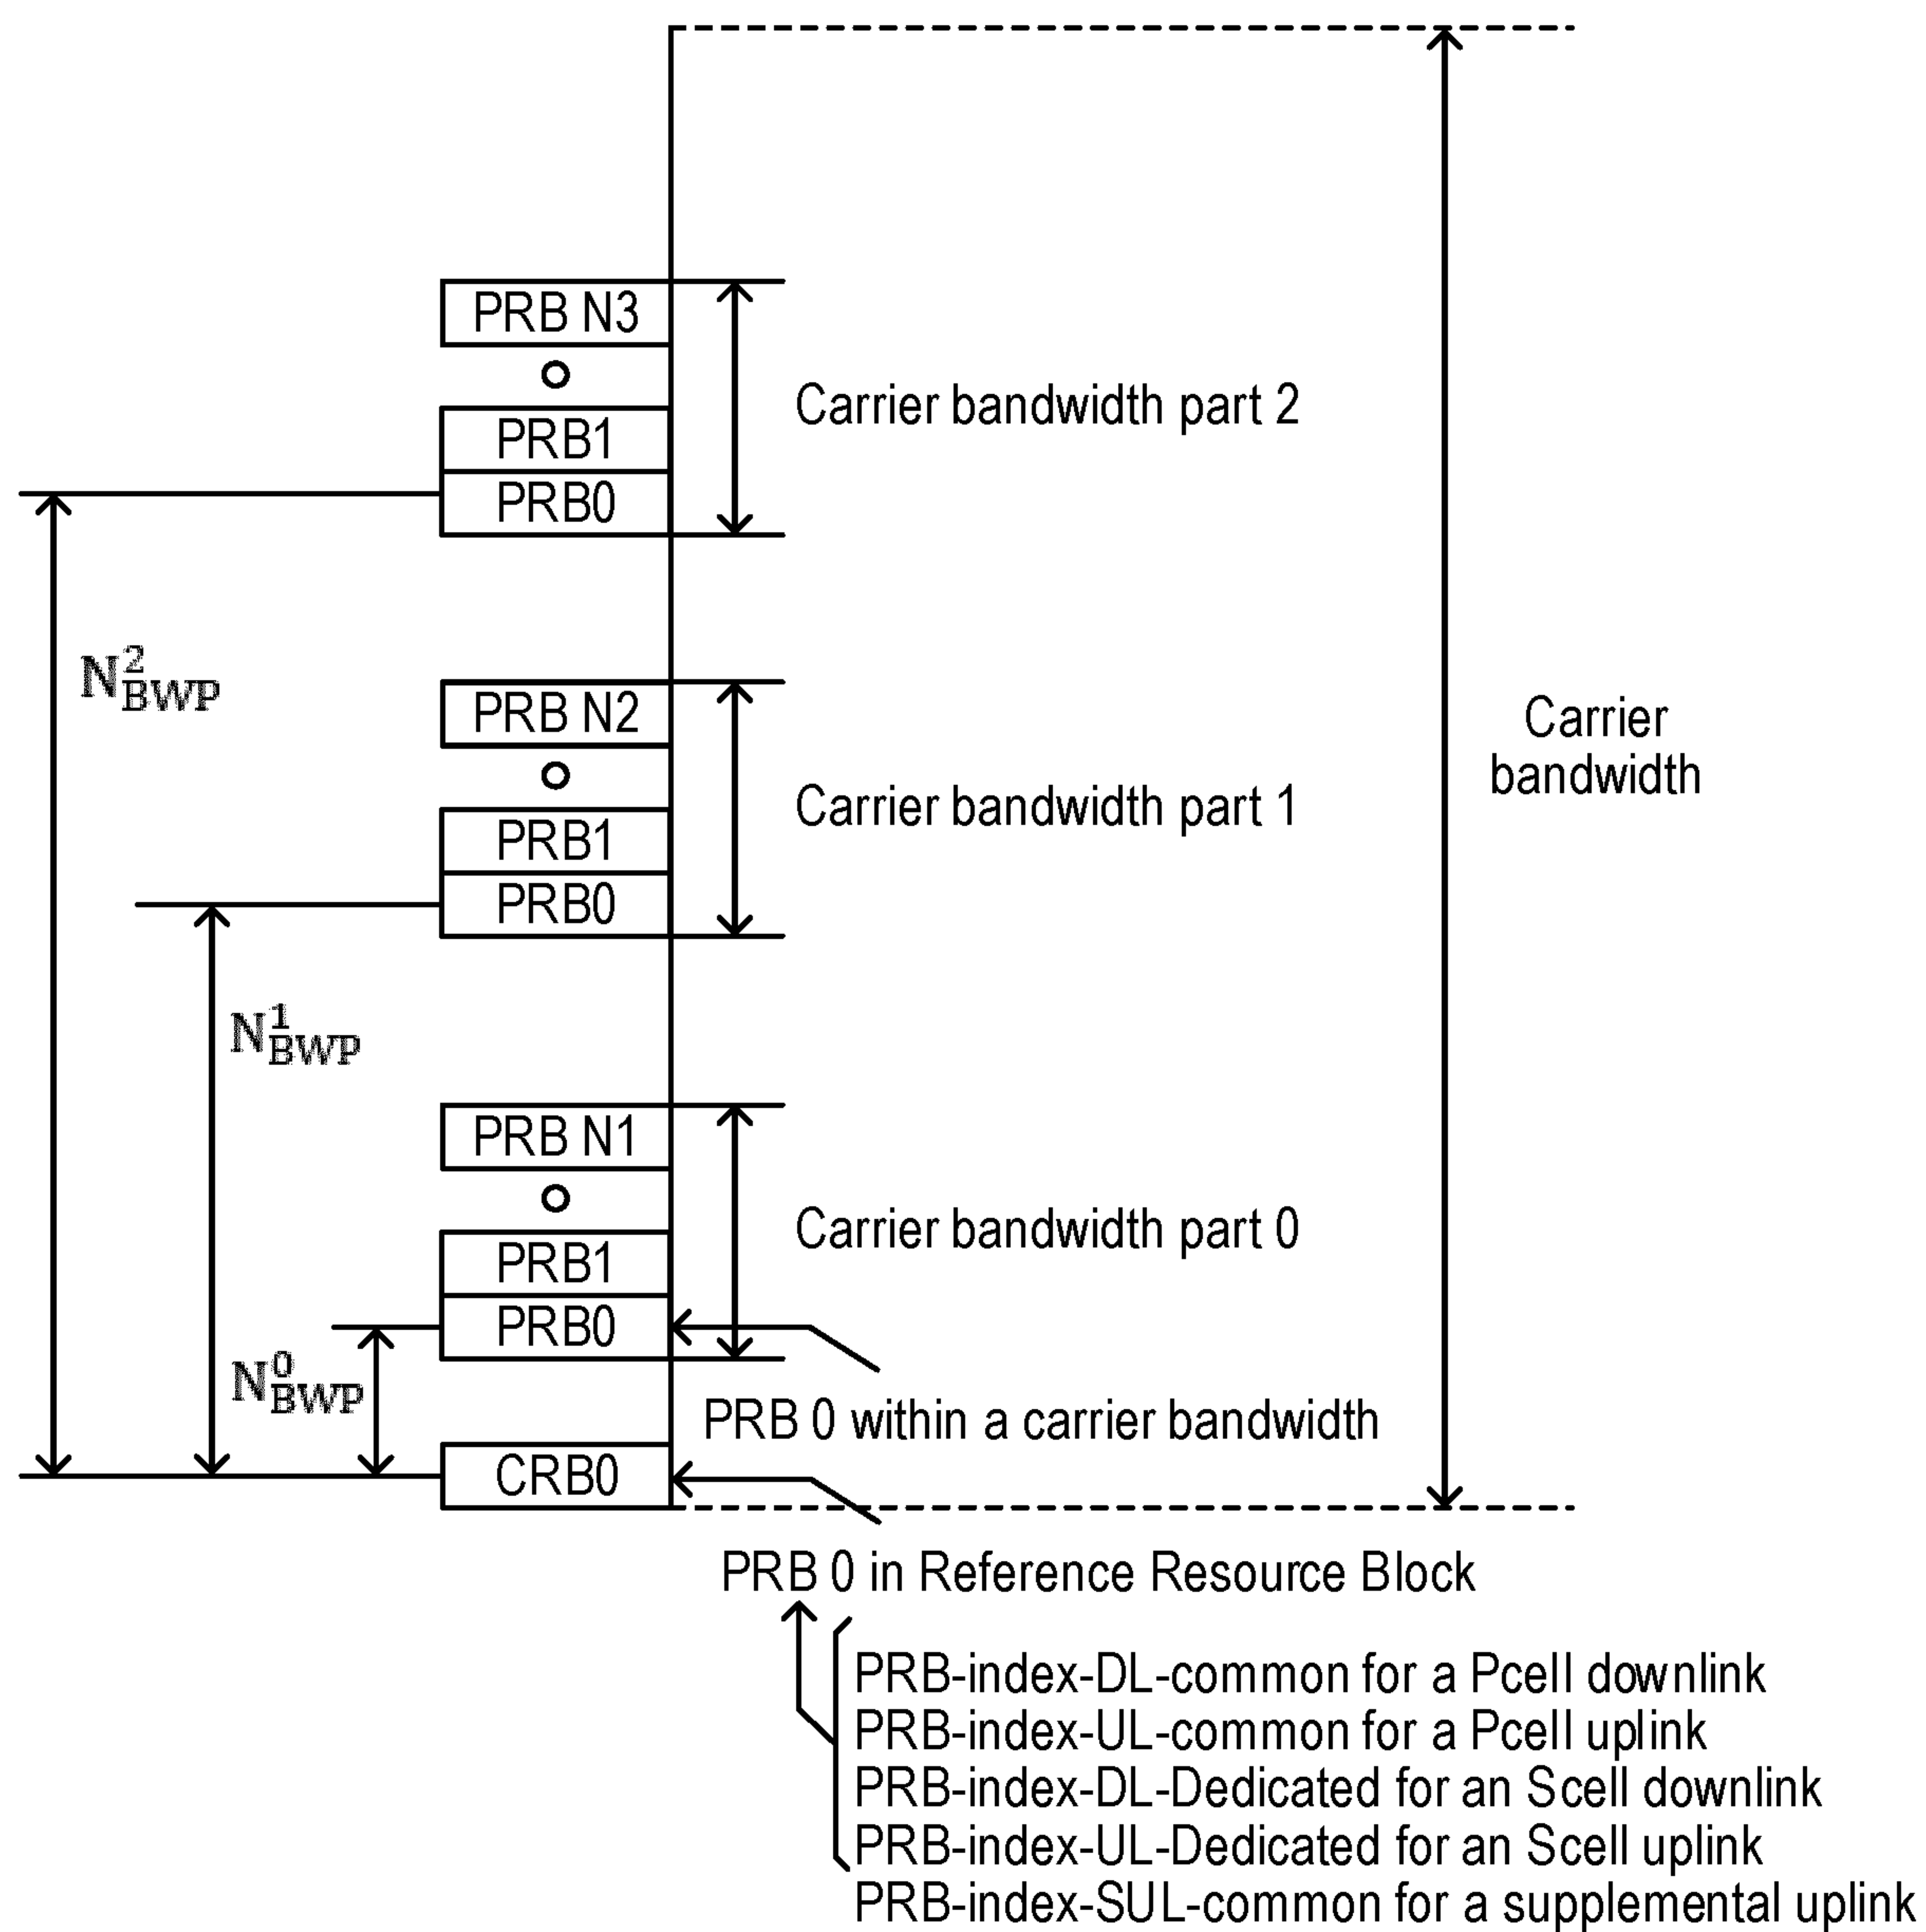 PRB N3
Carrier bandwidth part 2
PRB1
PRB0
N²_BWP
PRB N2
Carrier bandwidth
Carrier bandwidth part 1
PRB1
PRB0
N¹_BWP
PRB N1
Carrier bandwidth part 0
PRB1
PRB0
N⁰_BWP
PRB 0 within a carrier bandwidth
CRB0
PRB 0 in Reference Resource Block
PRB-index-DL-common for a Pcell downlink
PRB-index-UL-common for a Pcell uplink
PRB-index-DL-Dedicated for an Scell downlink
PRB-index-UL-Dedicated for an Scell uplink
PRB-index-SUL-common for a supplemental uplink